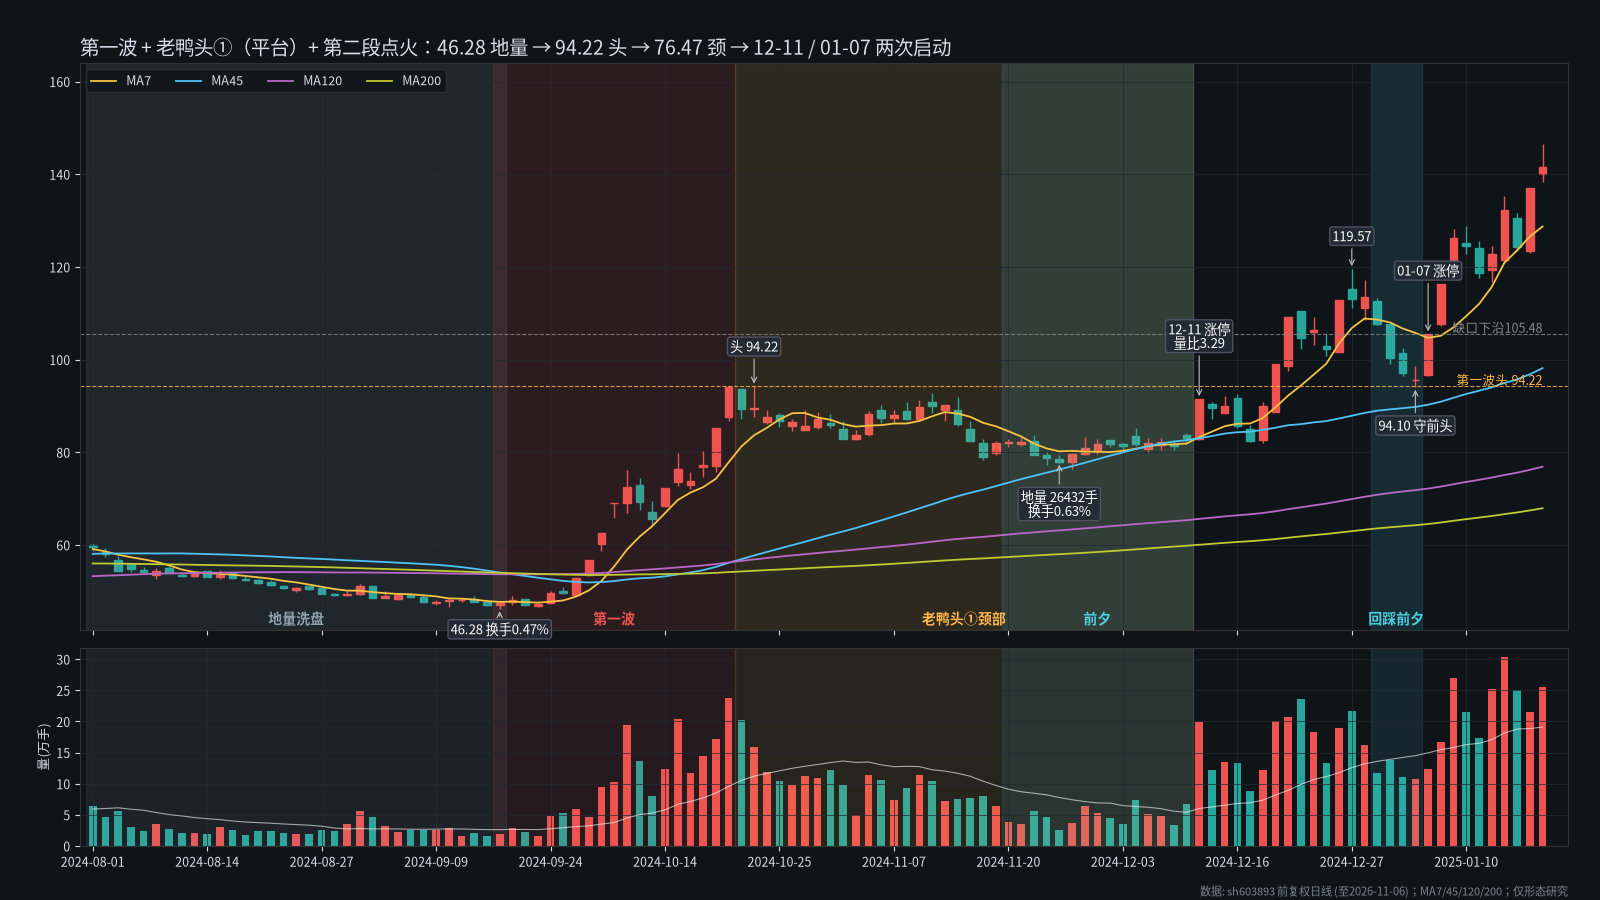 第一波 + 老鸭头①（平台）+ 第二段点火：46.28 地量 → 94.22 头 → 76.47 颈 → 12-11 / 01-07 两次启动
MA7
MA45
MA120
MA200
160
140
120
100
80
60
119.57
01-07 涨停
12-11 涨停
量比3.29
缺口下沿105.48
头 94.22
第一波头 94.22
94.10 守前头
地量 26432手
换手0.63%
地量洗盘
第一波
老鸭头①颈部
前夕
回踩前夕
46.28 换手0.47%
量(万手)
30
25
20
15
10
5
0
2024-08-01
2024-08-14
2024-08-27
2024-09-09
2024-09-24
2024-10-14
2024-10-25
2024-11-07
2024-11-20
2024-12-03
2024-12-16
2024-12-27
2025-01-10
数据: sh603893 前复权日线 (至2026-11-06)；MA7/45/120/200；仅形态研究